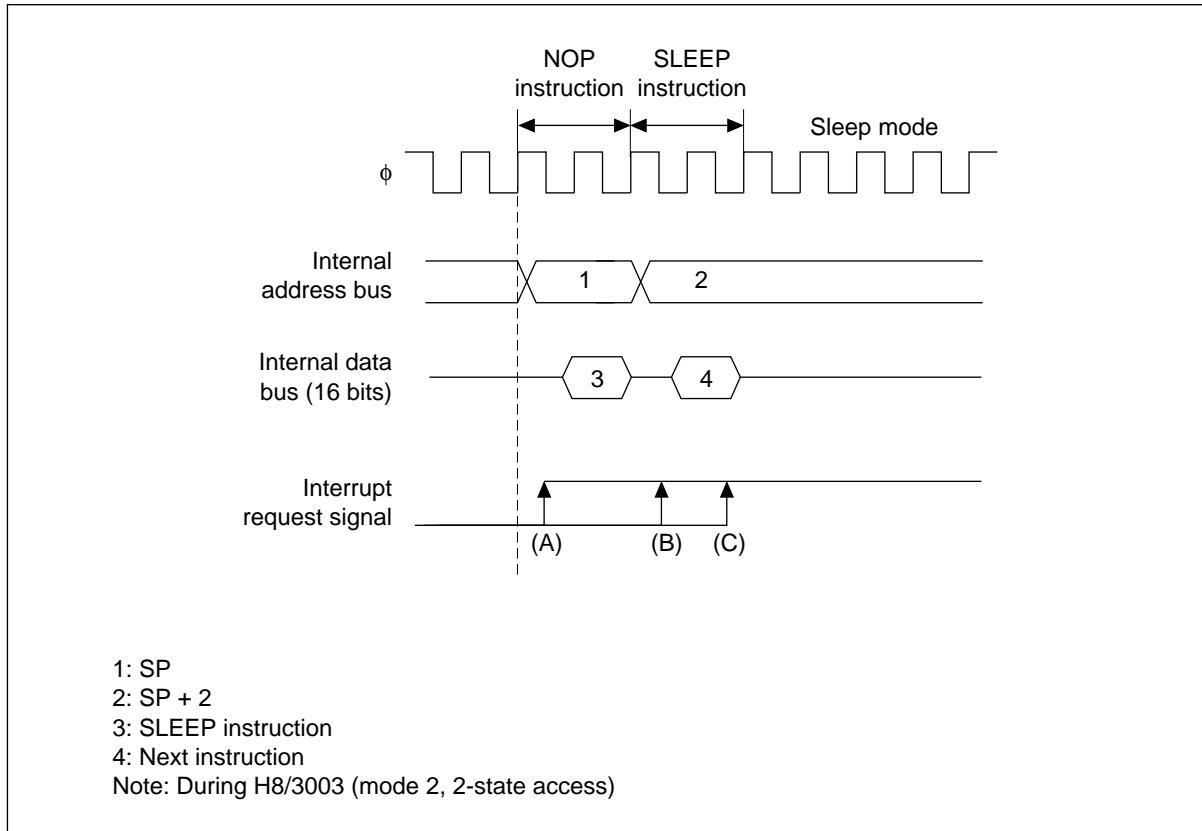 NOP
instruction
SLEEP
instruction
Sleep mode
φ
Internal
address bus
1
2
Internal data
bus (16 bits)
3
4
Interrupt
request signal
(A)
(B)
(C)
1: SP
2: SP + 2
3: SLEEP instruction
4: Next instruction
Note: During H8/3003 (mode 2, 2-state access)